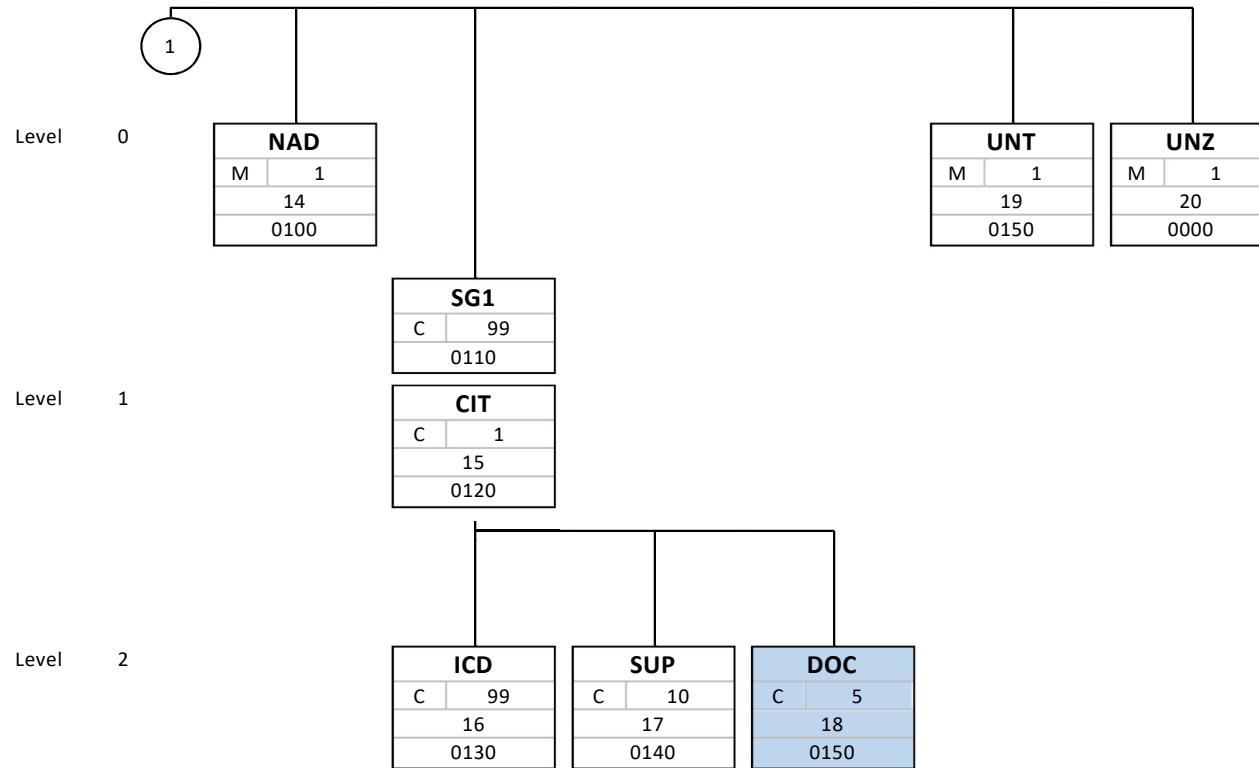 1
Level 0
NAD
M 1
14
0100
UNT
M 1
19
0150
UNZ
M 1
20
0000
SG1
C 99
0110
Level 1
CIT
C 1
15
0120
Level 2
ICD
C 99
16
0130
SUP
C 10
17
0140
DOC
C 5
18
0150